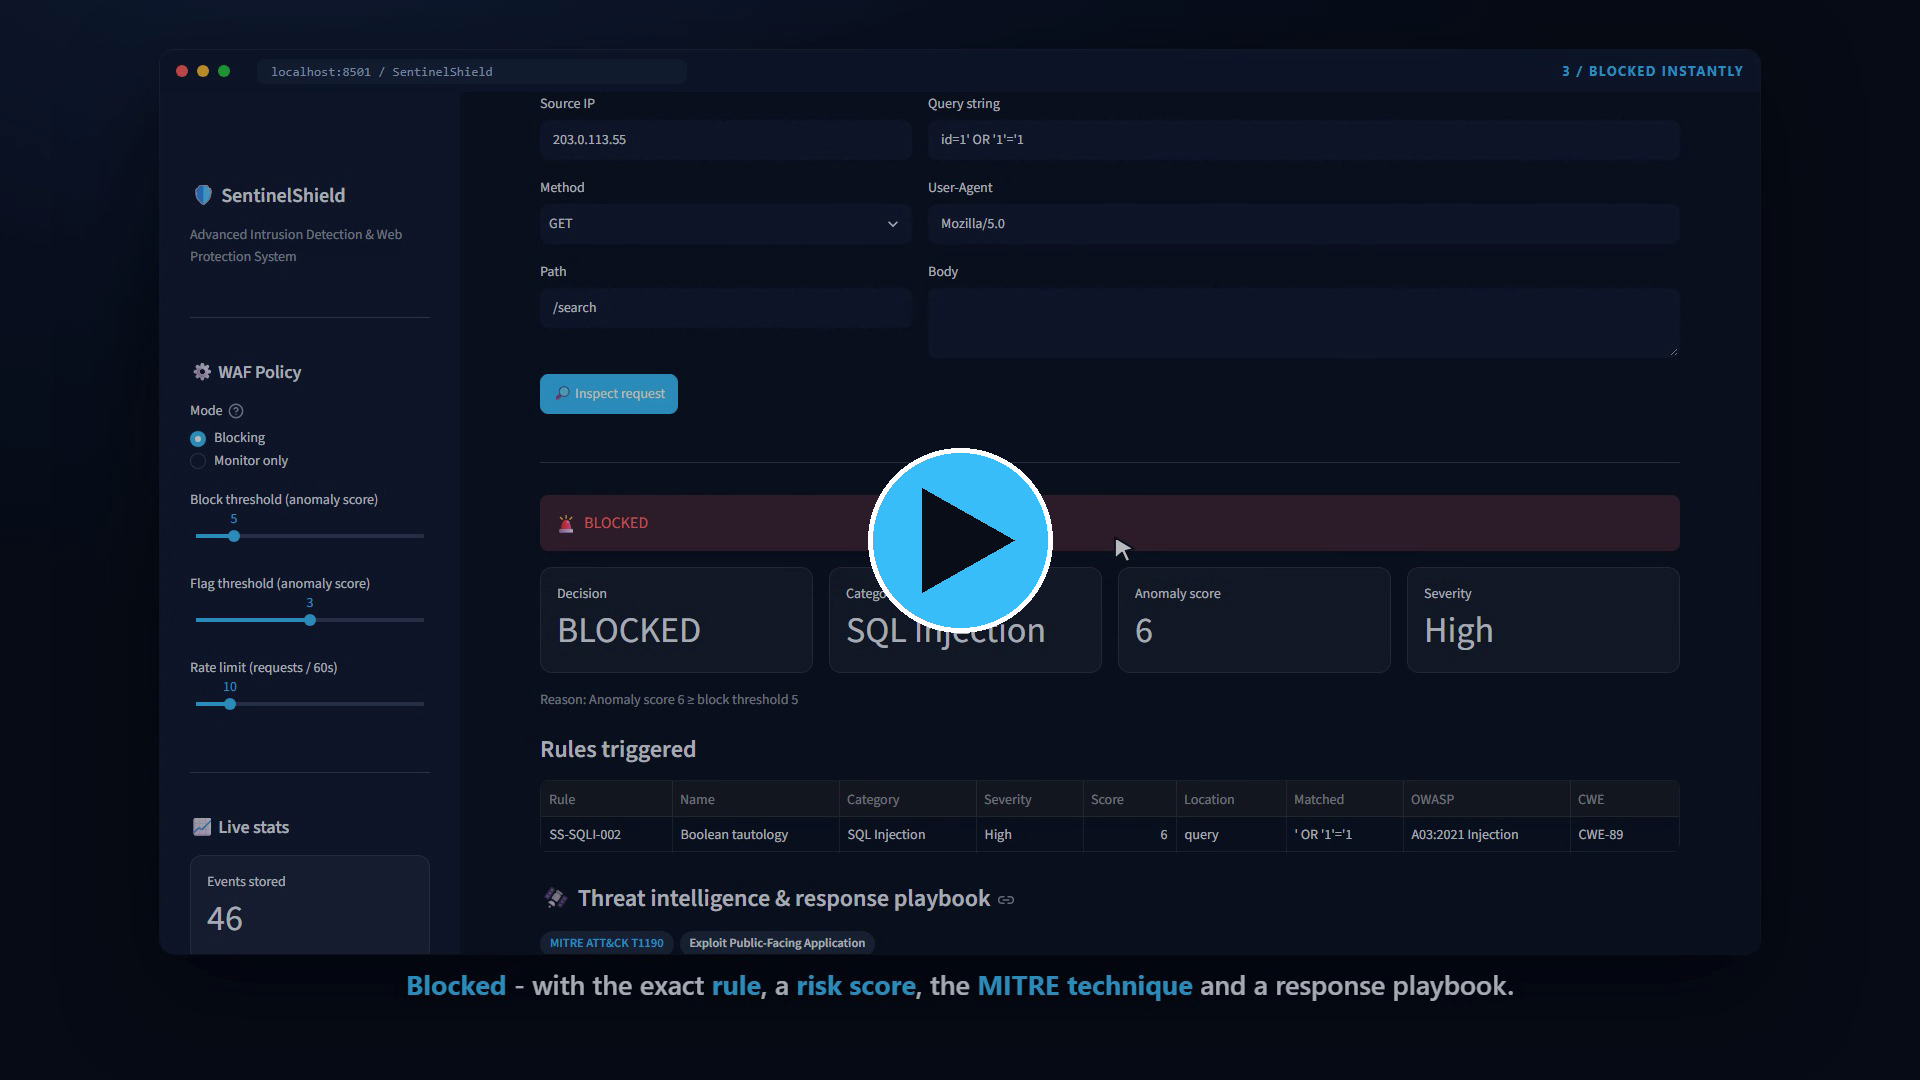 localhost:8501 / SentinelShield
3 / BLOCKED INSTANTLY
SentinelShield
Advanced Intrusion Detection & Web
Protection System
WAF Policy
Mode
Blocking
Monitor only
Block threshold (anomaly score)
5
Flag threshold (anomaly score)
3
Rate limit (requests / 60s)
10
Live stats
Events stored
46
Source IP
203.0.113.55
Query string
id=1' OR '1'='1
Method
GET
User-Agent
Mozilla/5.0
Path
/search
Body
Inspect request
BLOCKED
Decision
BLOCKED
Catego
SQL Injection
Anomaly score
6
Severity
High
Reason: Anomaly score 6 ≥ block threshold 5
Rules triggered
Rule Name Category Severity Score Location Matched OWASP CWE
SS-SQLI-002 Boolean tautology SQL Injection High 6 query ' OR '1'='1 A03:2021 Injection CWE-89
Threat intelligence & response playbook
MITRE ATT&CK T1190 Exploit Public-Facing Application
Blocked - with the exact rule, a risk score, the MITRE technique and a response playbook.